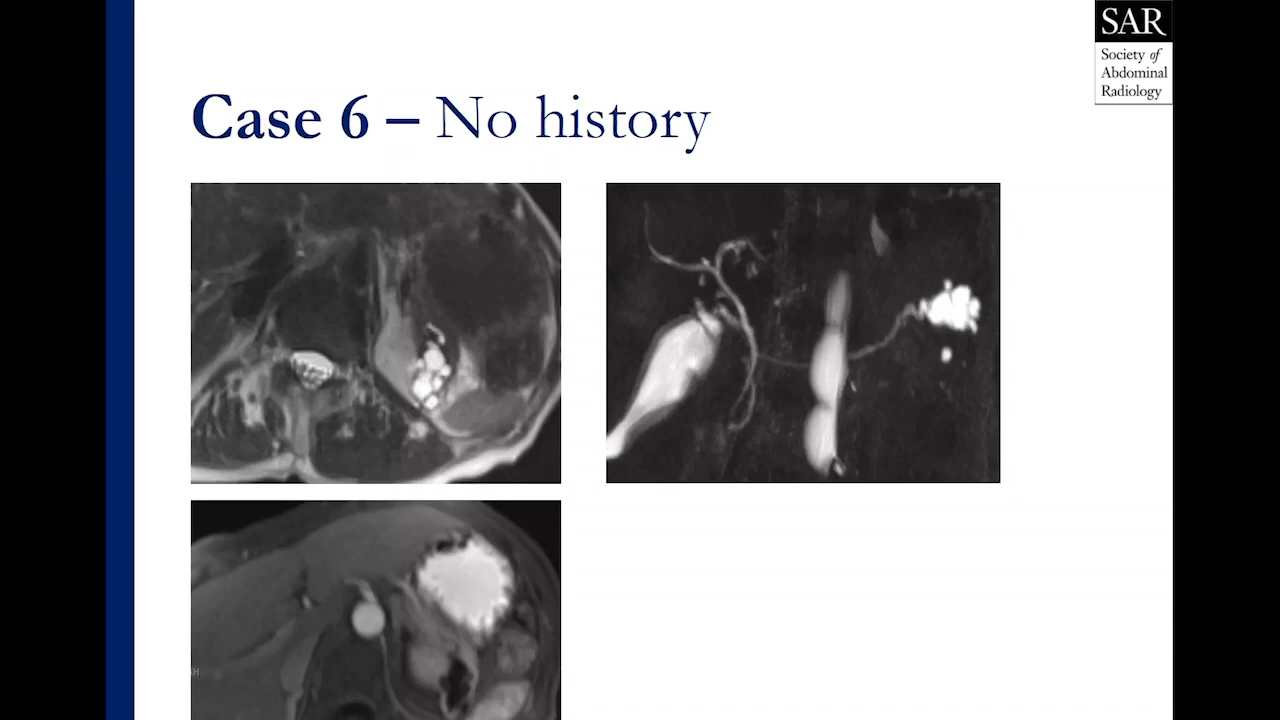 SAR
Society of
Abdominal
Radiology
Case 6 – No history